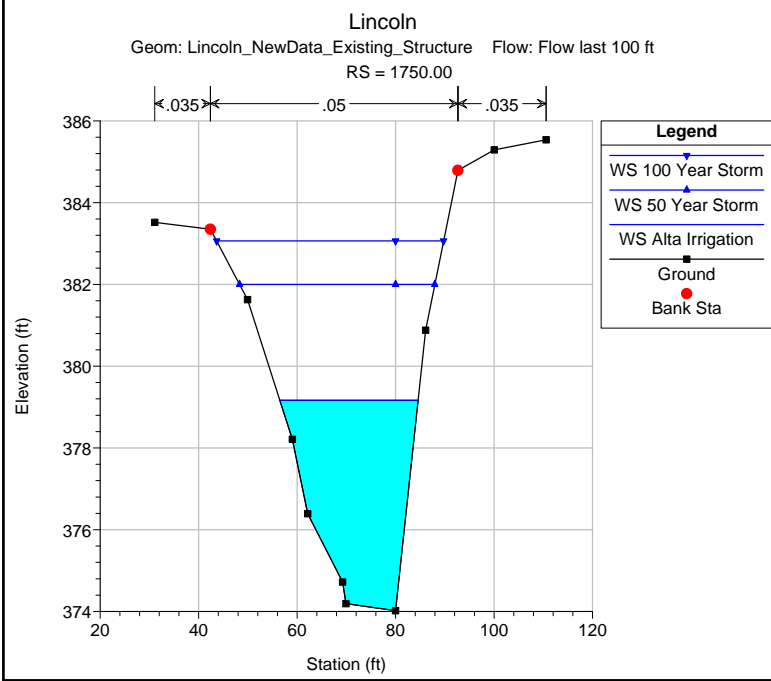 Lincoln
Geom: Lincoln_NewData_Existing_Structure Flow: Flow last 100 ft
RS = 1750.00
.035 .05 .035
386
384
382
380
378
376
374
20 40 60 80 100 120
Elevation (ft)
Station (ft)
Legend
WS 100 Year Storm
WS 50 Year Storm
WS Alta Irrigation
Ground
Bank Sta